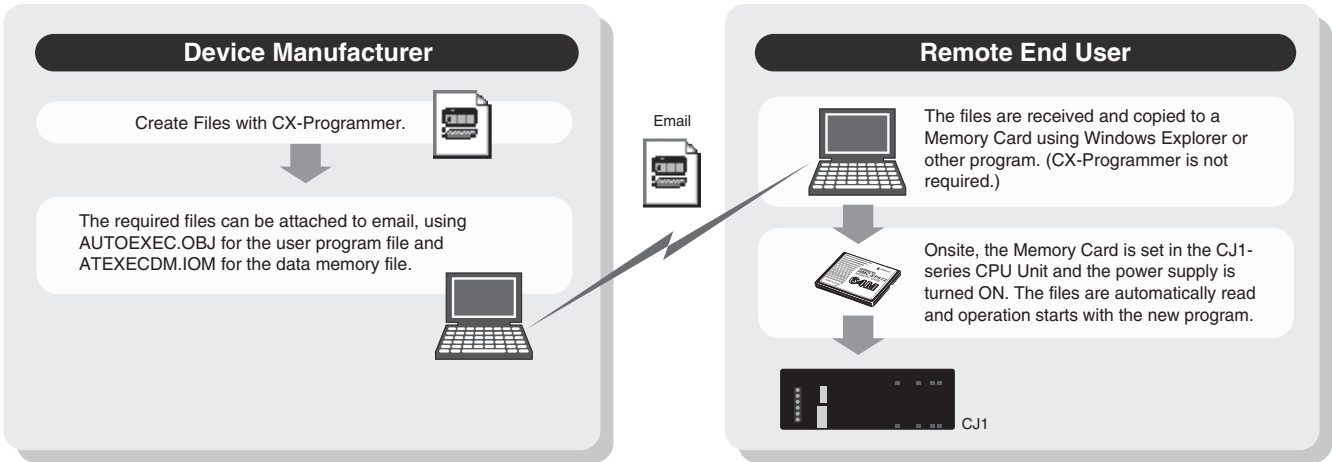 Device Manufacturer
Create Files with CX-Programmer.
The required files can be attached to email, using
AUTOEXEC.OBJ for the user program file and
ATEXECDM.IOM for the data memory file.
Email
Remote End User
The files are received and copied to a
Memory Card using Windows Explorer or
other program. (CX-Programmer is not
required.)
Onsite, the Memory Card is set in the CJ1-
series CPU Unit and the power supply is
turned ON. The files are automatically read
and operation starts with the new program.
64M
CJ1